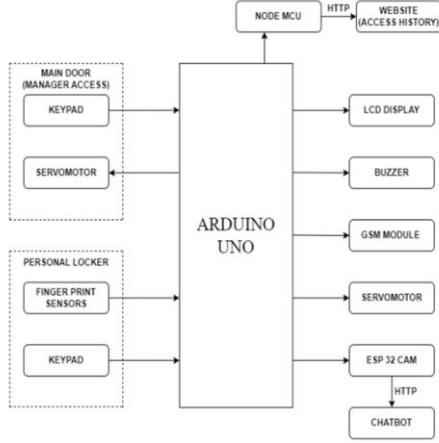 NODE MCU
HTTP
WEBSITE
(ACCESS HISTORY)
MAIN DOOR
(MANAGER ACCESS)
KEYPAD
SERVOMOTOR
PERSONAL LOCKER
FINGER PRINT
SENSORS
KEYPAD
ARDUINO
UNO
LCD DISPLAY
BUZZER
GSM MODULE
SERVOMOTOR
ESP 32 CAM
HTTP
CHATBOT